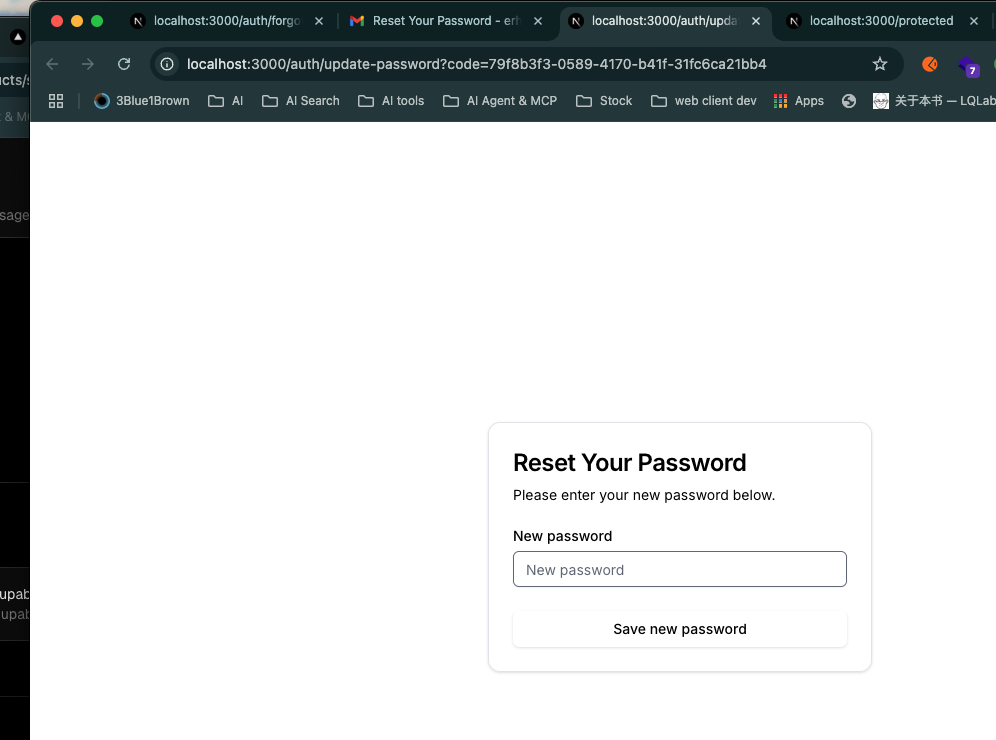 localhost:3000/auth/forgo
Reset Your Password - erh
localhost:3000/auth/upda
localhost:3000/protected
localhost:3000/auth/update-password?code=79f8b3f3-0589-4170-b41f-31fc6ca21bb4
7
ucts/s
3Blue1Brown
AI
AI Search
AI tools
AI Agent & MCP
Stock
web client dev
Apps
关于本书 — LQLab
sage
Reset Your Password
Please enter your new password below.
New password
New password
upab
upab
Save new password